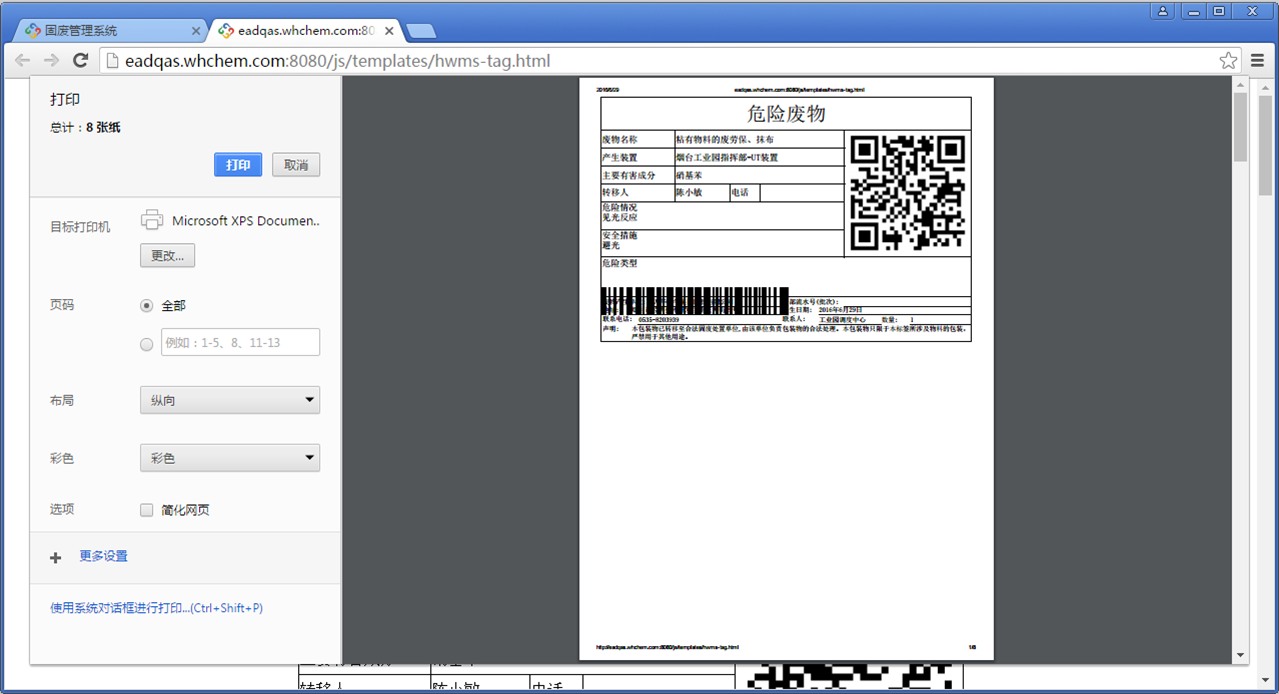 固废管理系统
eadqas.whchem.com:80
eadqas.whchem.com:8080/js/templates/hwms-tag.html
打印
总计：8 张纸
打印 取消
目标打印机 Microsoft XPS Documen..
更改...
页码 全部
例如：1-5、8、11-13
布局 纵向
彩色 彩色
选项 简化网页
更多设置
使用系统对话框进行打印...(Ctrl+Shift+P)
2016/6/29 eadqas.whchem.com:8080/js/templates/hwms-tag.html
危险废物
废物名称 粘有物料的废劳保、抹布
产生装置 烟台工业园指挥部-UT装置
主要有害成分 硝基苯
转移人 陈小敏 电话
危险情况
见光反应
安全措施
避光
危险类型
部流水号(批次):
生日期: 2016年6月29日
联系电话: 0535-8203939 联系人: 工业园调度中心 数量: 1
声明: 本包装物已转移至合法固废处置单位,由该单位负责包装物的合法处理。本包装物只限于本标签所涉及物料的包装，
严禁用于其他用途。
http://eadqas.whchem.com:8080/js/templates/hwms-tag.html 1/8
转移人 陈小敏 电话